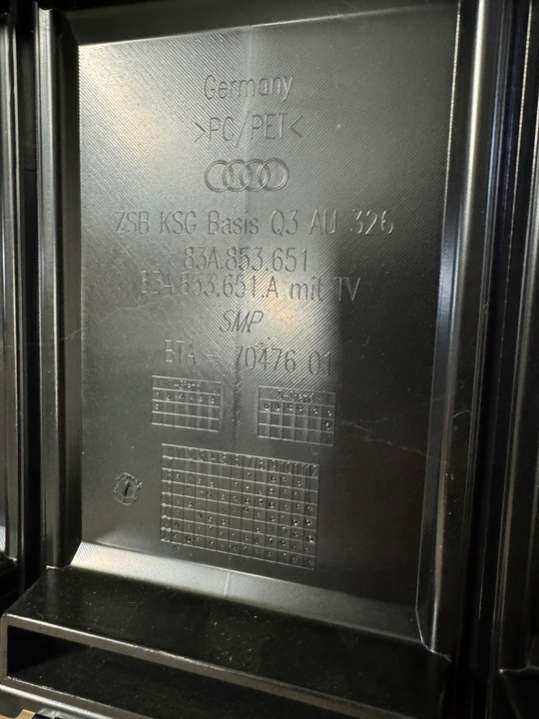 Germany
>PC/PET<
ZSB KSG Basis Q3 AU 326
83A.853.651
83A.853.651.A mit TV
SMP
BTA - 70476 01